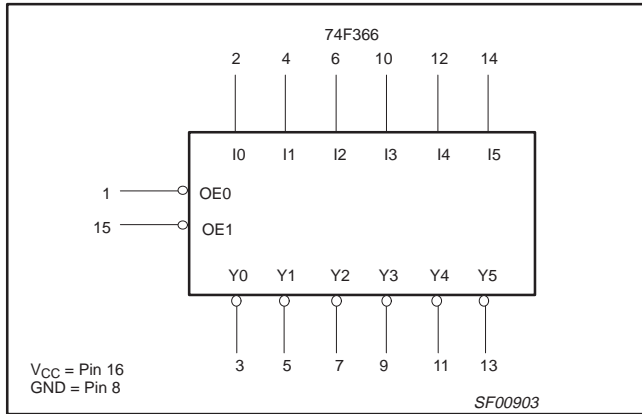 74F366
2 4 6 10 12 14
I0 I1 I2 I3 I4 I5
1 OE0
15 OE1
Y0 Y1 Y2 Y3 Y4 Y5
3 5 7 9 11 13
VCC = Pin 16
GND = Pin 8
SF00903